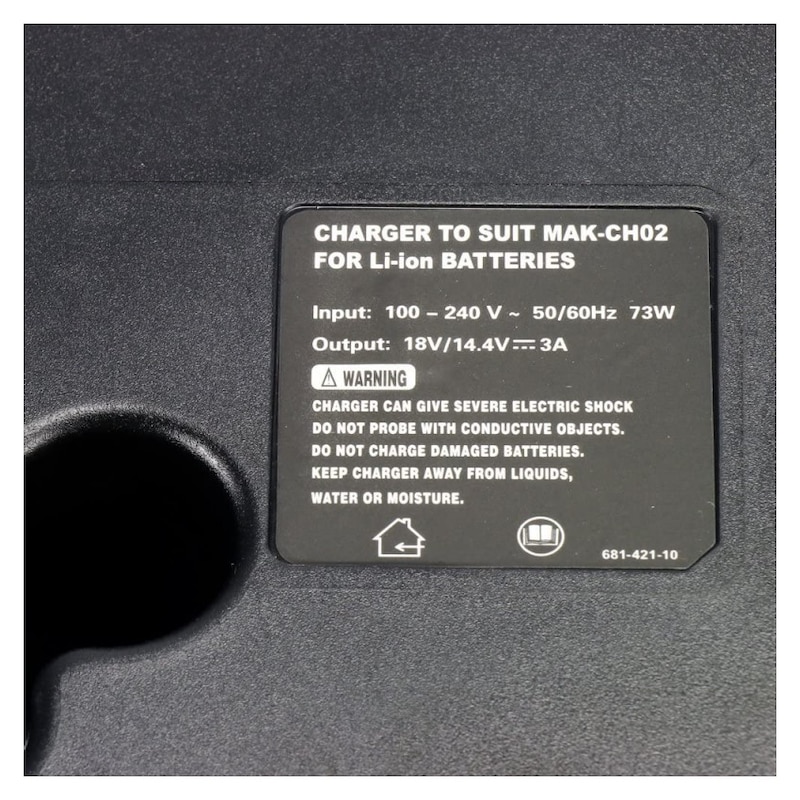 CHARGER TO SUIT MAK-CH02
FOR Li-ion BATTERIES
Input: 100 – 240 V ~ 50/60Hz 73W
Output: 18V/14.4V⎓3A
⚠ WARNING
CHARGER CAN GIVE SEVERE ELECTRIC SHOCK
DO NOT PROBE WITH CONDUCTIVE OBJECTS.
DO NOT CHARGE DAMAGED BATTERIES.
KEEP CHARGER AWAY FROM LIQUIDS,
WATER OR MOISTURE.
681-421-10